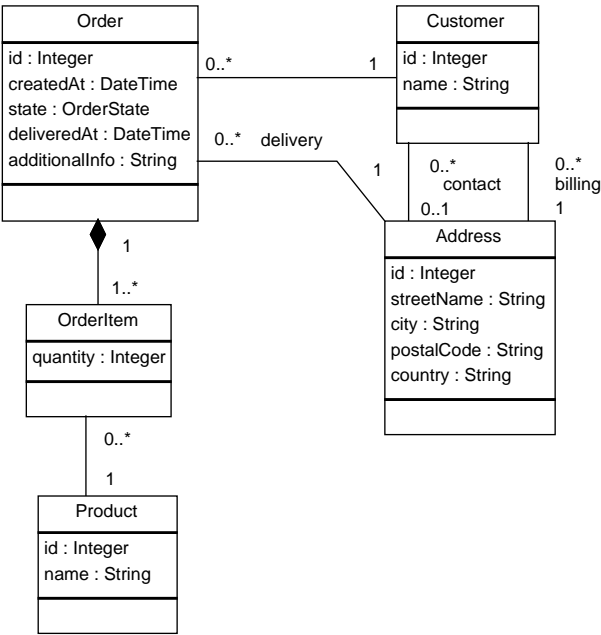 Order
id : Integer
createdAt : DateTime
state : OrderState
deliveredAt : DateTime
additionalInfo : String
0..*
1
Customer
id : Integer
name : String
0..*
delivery
1
0..*
contact
0..1
0..*
billing
1
Address
id : Integer
streetName : String
city : String
postalCode : String
country : String
1
1..*
OrderItem
quantity : Integer
0..*
1
Product
id : Integer
name : String